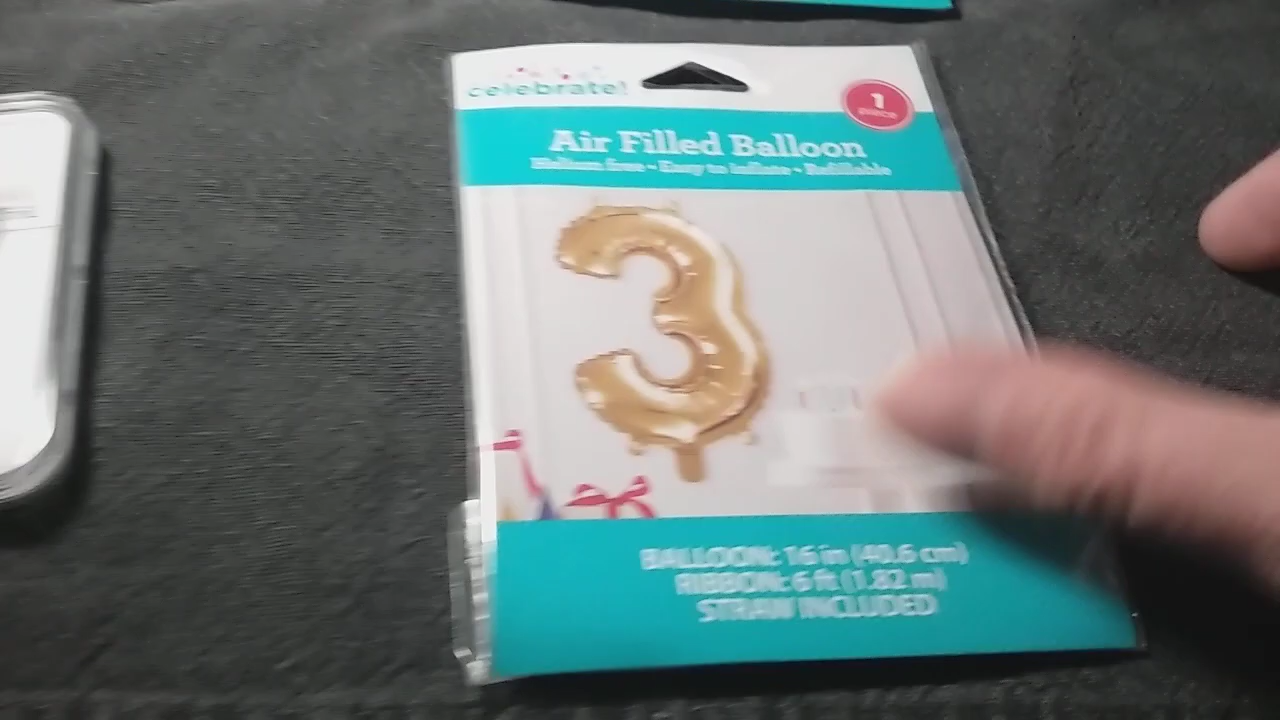 celebrate!
1
piece
Air Filled Balloon
Helium free • Easy to inflate • Refillable
3
BALLOON: 16 in (40.6 cm)
RIBBON: 6 ft (1.82 m)
STRAW INCLUDED